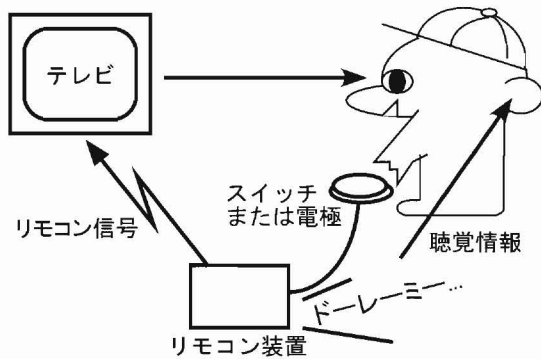 テレビ
スイッチ
または電極
リモコン信号
聴覚情報
ドーレーミー…
リモコン装置